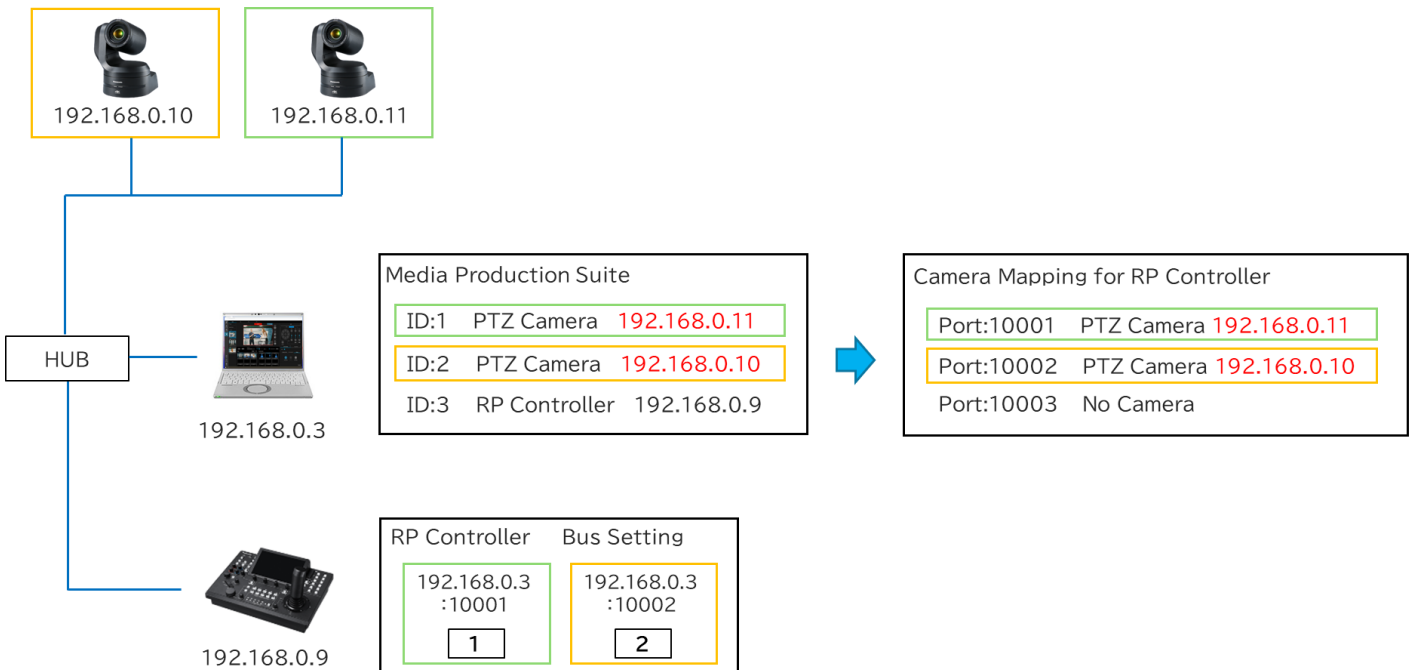 192.168.0.10
192.168.0.11
Media Production Suite
ID:1 PTZ Camera 192.168.0.11
ID:2 PTZ Camera 192.168.0.10
ID:3 RP Controller 192.168.0.9
Camera Mapping for RP Controller
Port:10001 PTZ Camera 192.168.0.11
Port:10002 PTZ Camera 192.168.0.10
Port:10003 No Camera
HUB
192.168.0.3
RP Controller Bus Setting
192.168.0.3
:10001
1
192.168.0.3
:10002
2
192.168.0.9